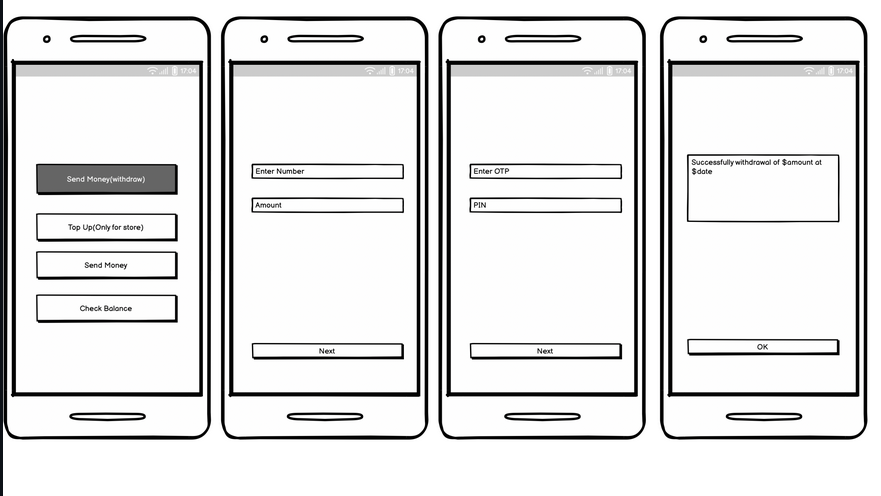 17:04
Send Money(withdraw)
Top Up(Only for store)
Send Money
Check Balance
17:04
Enter Number
Amount
Next
17:04
Enter OTP
PIN
Next
17:04
Successfully withdrawal of $amount at
$date
OK